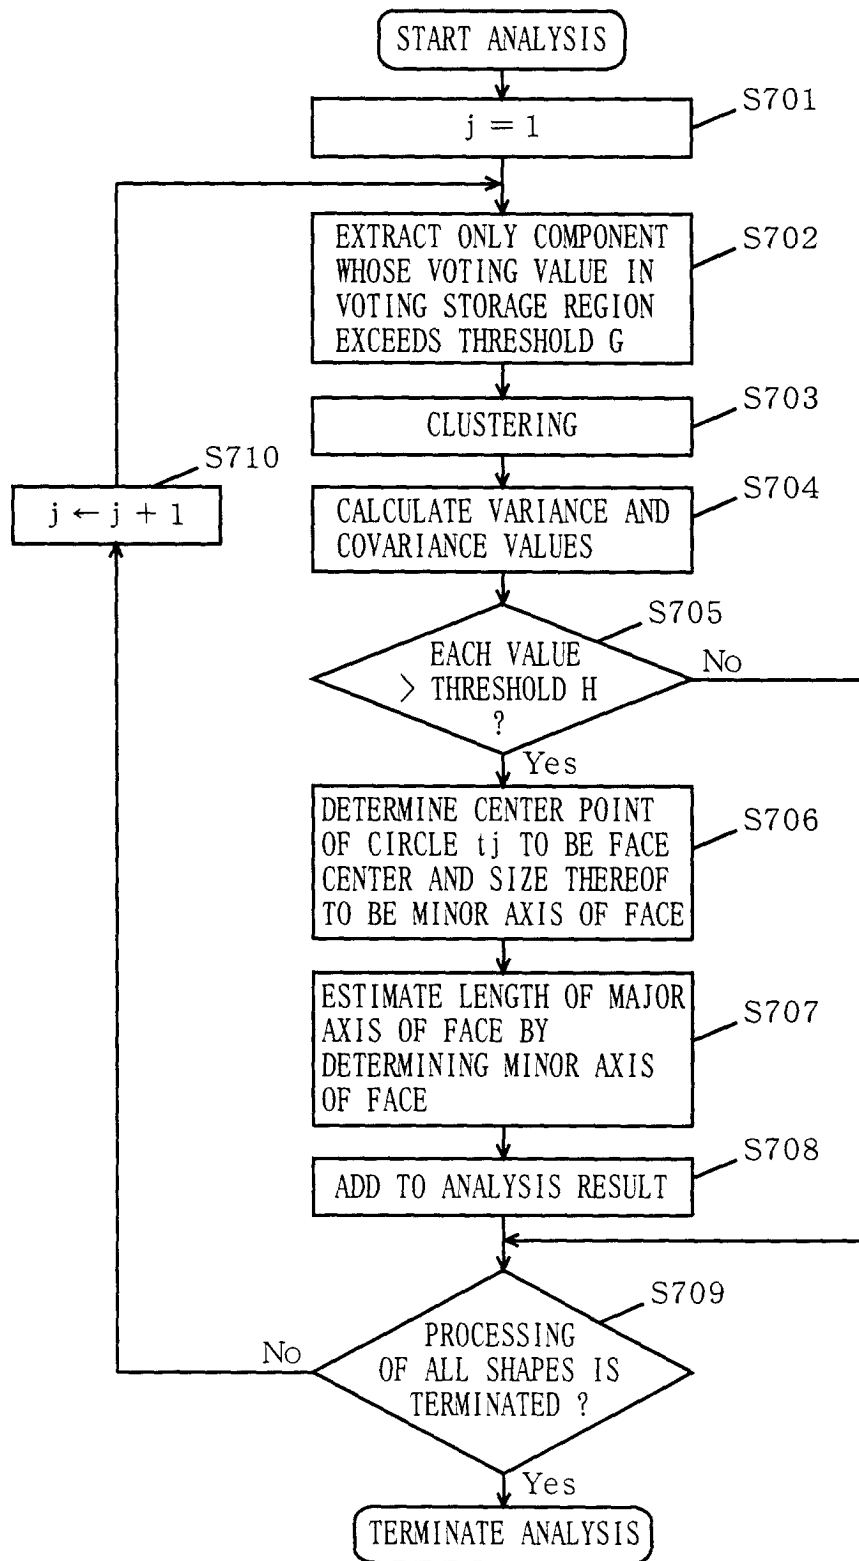 START ANALYSIS
S701
j = 1
S702
EXTRACT ONLY COMPONENT
WHOSE VOTING VALUE IN
VOTING STORAGE REGION
EXCEEDS THRESHOLD G
S703
CLUSTERING
S710
j ← j + 1
S704
CALCULATE VARIANCE AND
COVARIANCE VALUES
S705
EACH VALUE
> THRESHOLD H
?
No
Yes
S706
DETERMINE CENTER POINT
OF CIRCLE tj TO BE FACE
CENTER AND SIZE THEREOF
TO BE MINOR AXIS OF FACE
S707
ESTIMATE LENGTH OF MAJOR
AXIS OF FACE BY
DETERMINING MINOR AXIS
OF FACE
S708
ADD TO ANALYSIS RESULT
S709
PROCESSING
OF ALL SHAPES IS
TERMINATED ?
No
Yes
TERMINATE ANALYSIS